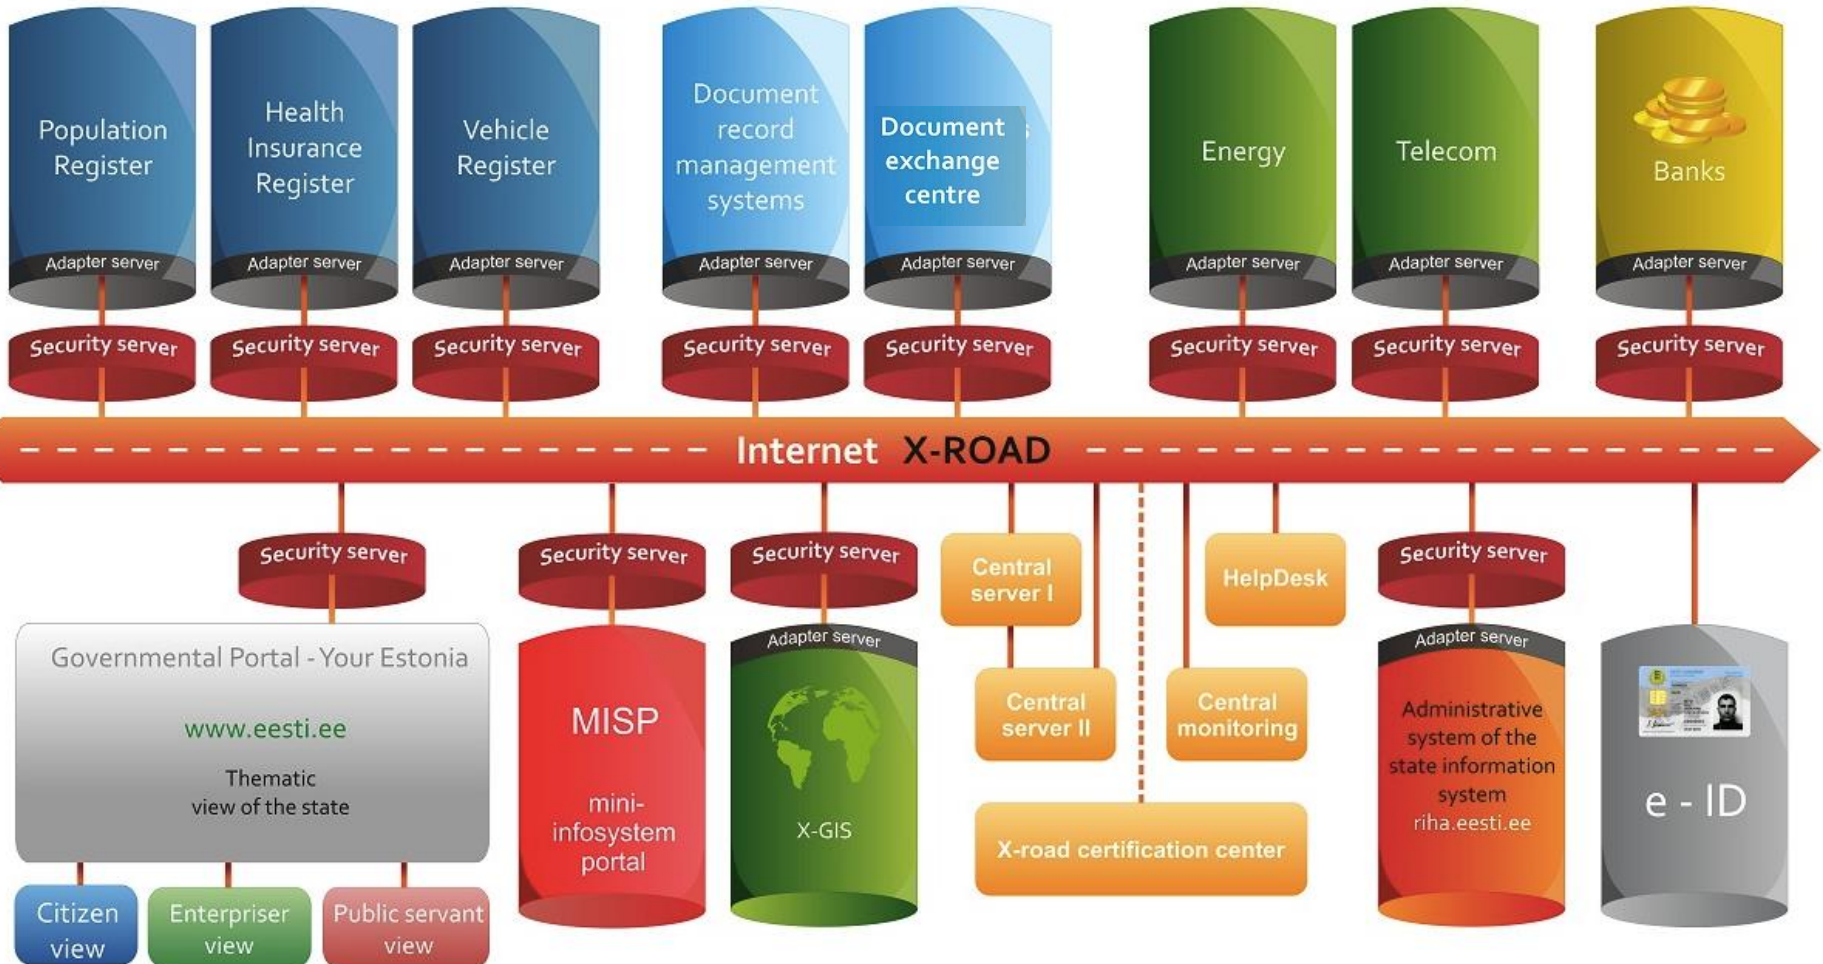 Population
Register
Adapter server
Security server
Health
Insurance
Register
Adapter server
Security server
Vehicle
Register
Adapter server
Security server
Document
record
management
systems
Adapter server
Security server
Document
exchange
centre
Adapter server
Security server
Energy
Adapter server
Security server
Telecom
Adapter server
Security server
Banks
Adapter server
Security server
Internet X-ROAD
Security server
Governmental Portal - Your Estonia
www.eesti.ee
Thematic
view of the state
Citizen
view
Enterpriser
view
Public servant
view
Security server
MISP
mini-
infosystem
portal
Security server
Adapter server
X-GIS
Central
server I
Central
server II
HelpDesk
Central
monitoring
X-road certification center
Security server
Adapter server
Administrative
system of the
state information
system
riha.eesti.ee
e - ID